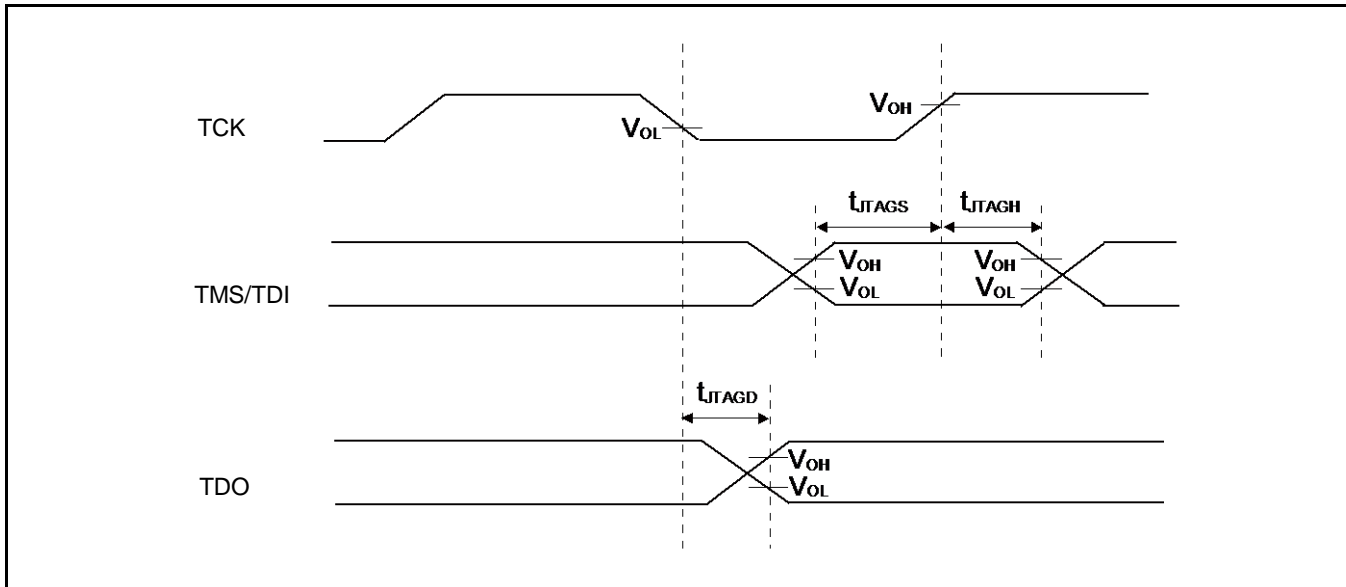 TCK
VOL
VOH
tJTAGS
tJTAGH
TMS/TDI
VOH
VOL
VOH
VOL
tJTAGD
TDO
VOH
VOL